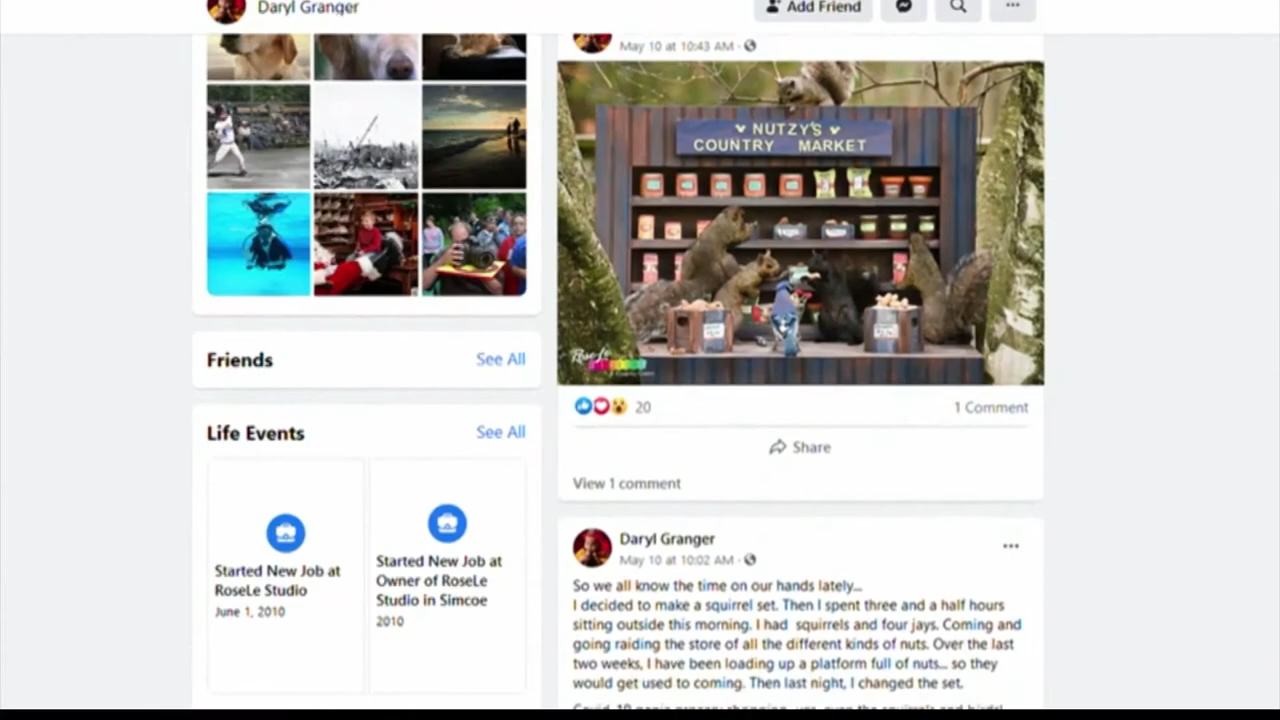 Daryl Granger
Add Friend
May 10 at 10:43 AM ·
NUTZY'S
COUNTRY MARKET
RoseLe
20
1 Comment
Share
View 1 comment
Friends
See All
Life Events
See All
Started New Job at
RoseLe Studio
June 1, 2010
Started New Job at
Owner of RoseLe
Studio in Simcoe
2010
Daryl Granger
May 10 at 10:02 AM ·
So we all know the time on our hands lately...
I decided to make a squirrel set. Then I spent three and a half hours
sitting outside this morning. I had squirrels and four jays. Coming and
going raiding the store of all the different kinds of nuts. Over the last
two weeks, I have been loading up a platform full of nuts... so they
would get used to coming. Then last night, I changed the set.